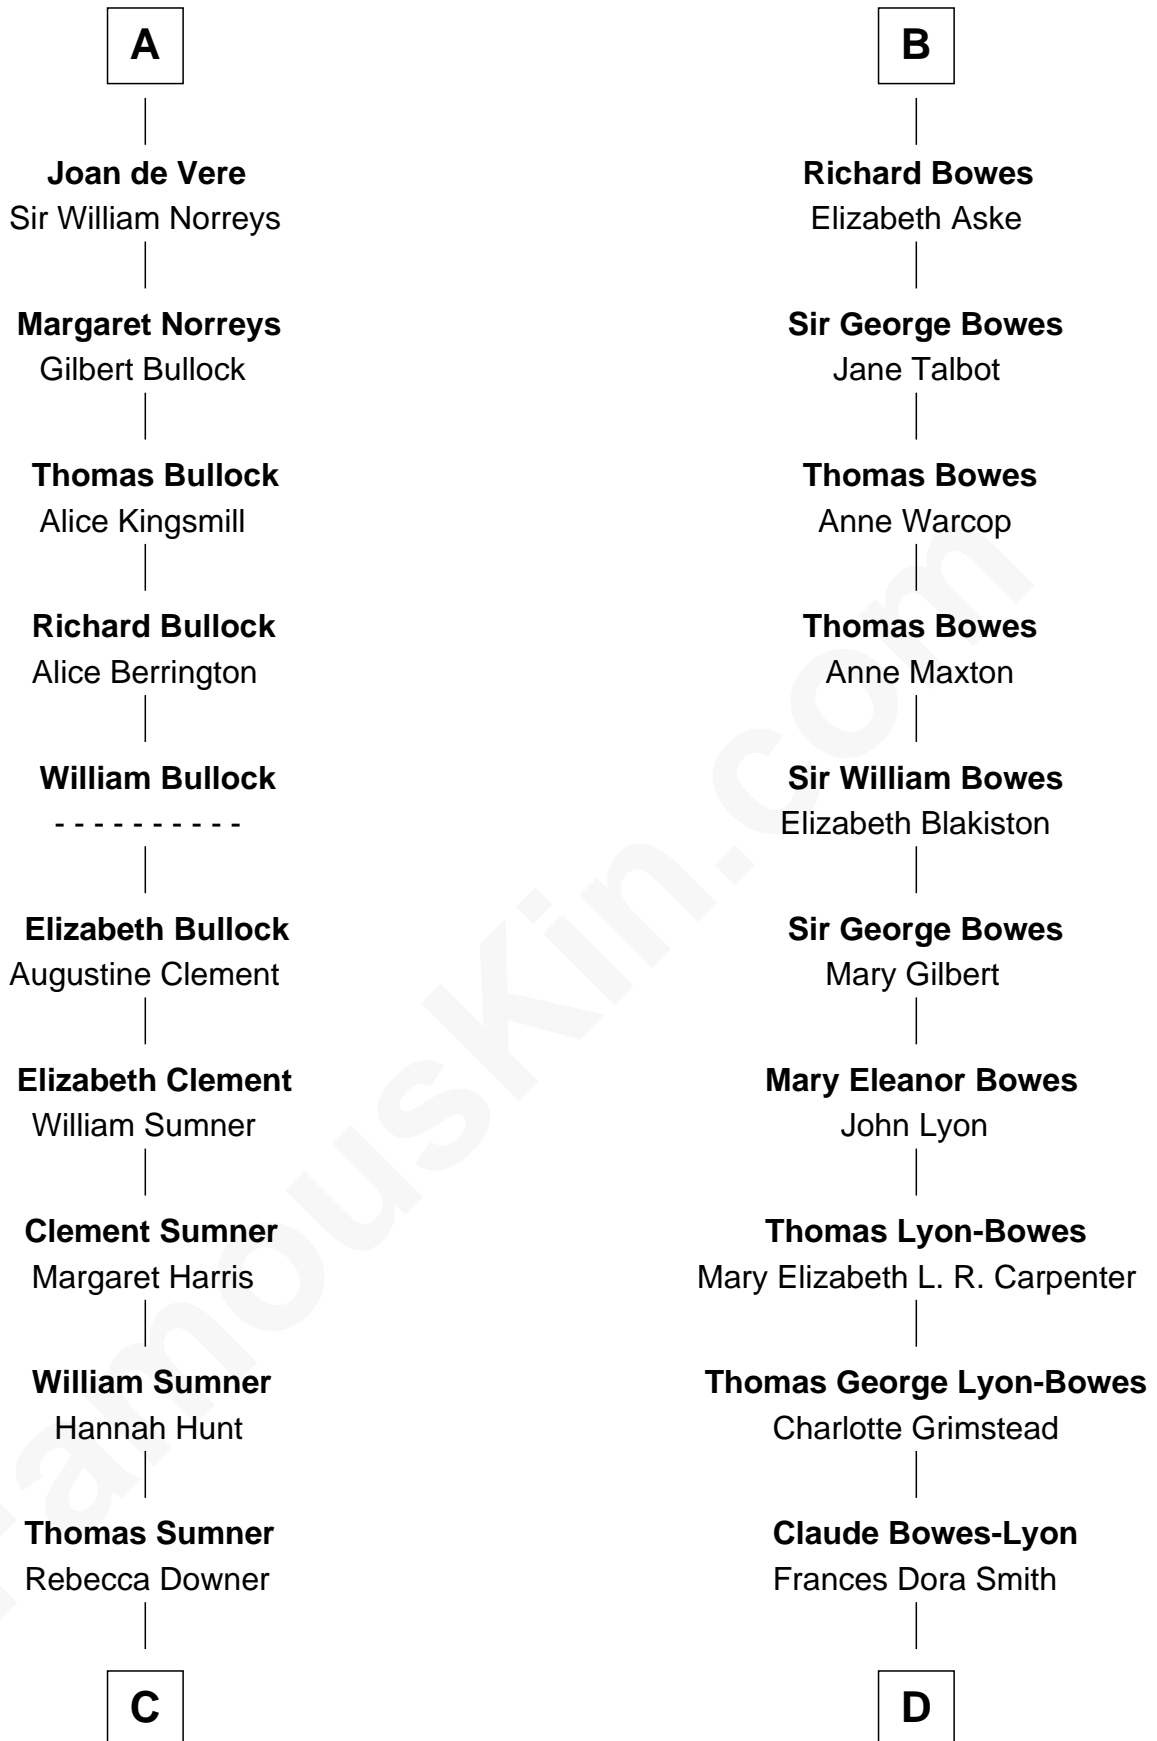 A
Joan de Vere
Sir William Norreys
Margaret Norreys
Gilbert Bullock
Thomas Bullock
Alice Kingsmill
Richard Bullock
Alice Berrington
William Bullock
- - - - - - - - - -
Elizabeth Bullock
Augustine Clement
Elizabeth Clement
William Sumner
Clement Sumner
Margaret Harris
William Sumner
Hannah Hunt
Thomas Sumner
Rebecca Downer
C
B
Richard Bowes
Elizabeth Aske
Sir George Bowes
Jane Talbot
Thomas Bowes
Anne Warcop
Thomas Bowes
Anne Maxton
Sir William Bowes
Elizabeth Blakiston
Sir George Bowes
Mary Gilbert
Mary Eleanor Bowes
John Lyon
Thomas Lyon-Bowes
Mary Elizabeth L. R. Carpenter
Thomas George Lyon-Bowes
Charlotte Grimstead
Claude Bowes-Lyon
Frances Dora Smith
D
FamousKin.com